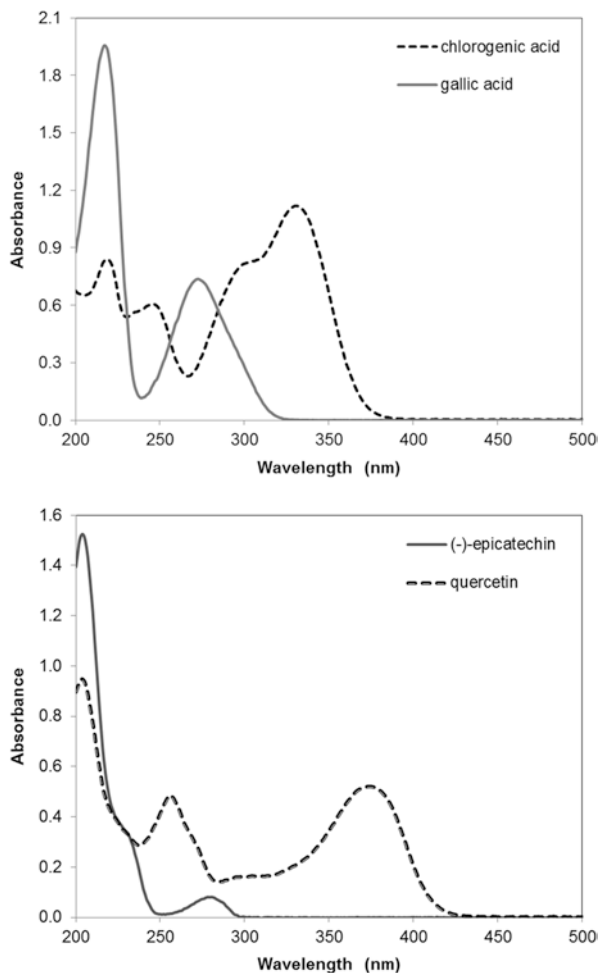 2.1
1.8
1.5
1.2
0.9
0.6
0.3
0.0
Absorbance
chlorogenic acid
gallic acid
200 250 300 350 400 450 500
Wavelength (nm)
1.6
1.4
1.2
1.0
0.8
0.6
0.4
0.2
0.0
Absorbance
(-)-epicatechin
quercetin
200 250 300 350 400 450 500
Wavelength (nm)